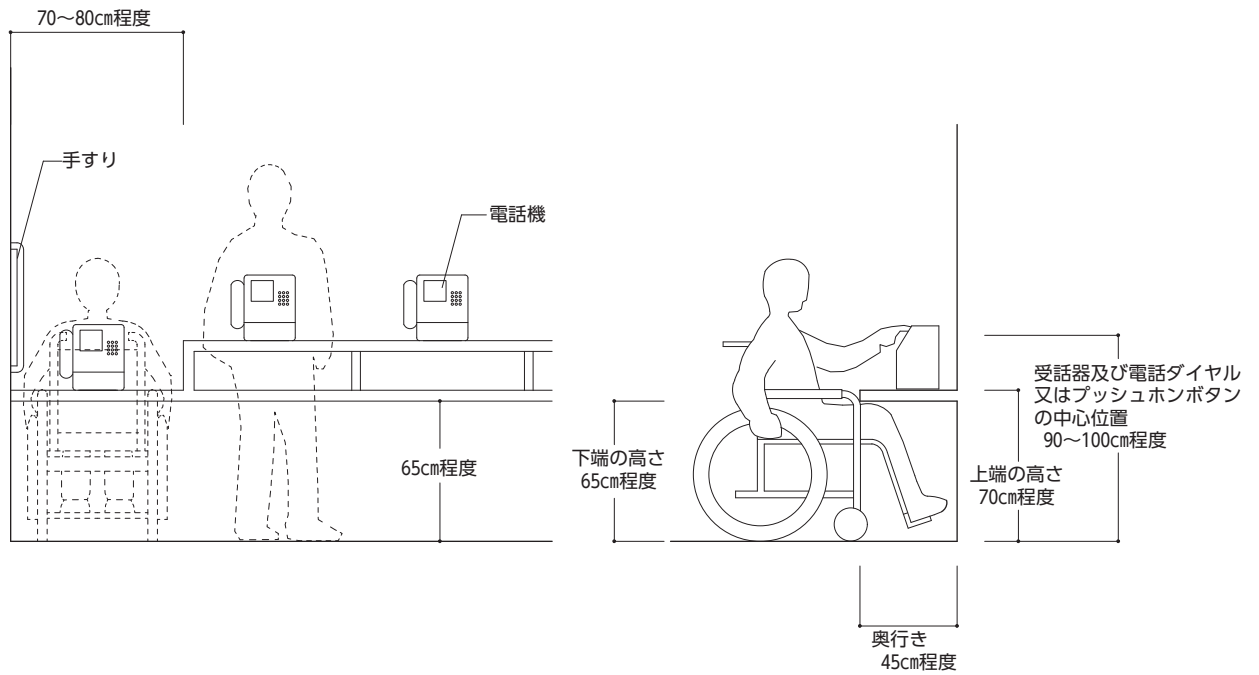 70～80㎝程度
手すり
電話機
65㎝程度
下端の高さ
65㎝程度
受話器及び電話ダイヤル
又はプッシュホンボタン
の中心位置
90～100㎝程度
上端の高さ
70㎝程度
奥行き
45㎝程度